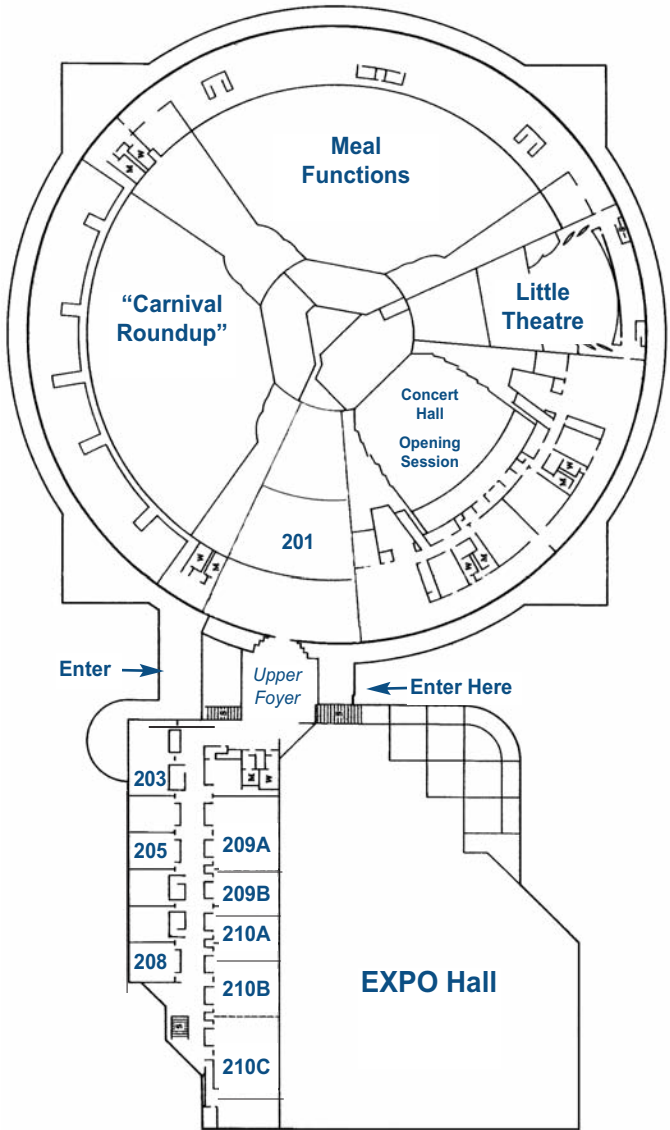 Meal
Functions
W
M
“Carnival
Roundup”
Little
Theatre
Concert
Hall
Opening
Session
W
M
201
W
M
W
M
Enter
Upper
Foyer
Enter Here
S
S
M
W
203
205
208
209A
209B
210A
210B
210C
S
EXPO Hall